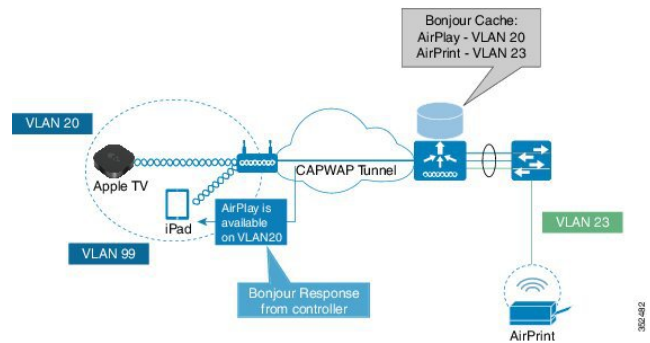 Bonjour Cache:
AirPlay - VLAN 20
AirPrint - VLAN 23
VLAN 20
Apple TV
CAPWAP Tunnel
iPad
AirPlay is
available
on VLAN20
VLAN 23
VLAN 99
Bonjour Response
from controller
AirPrint
352482